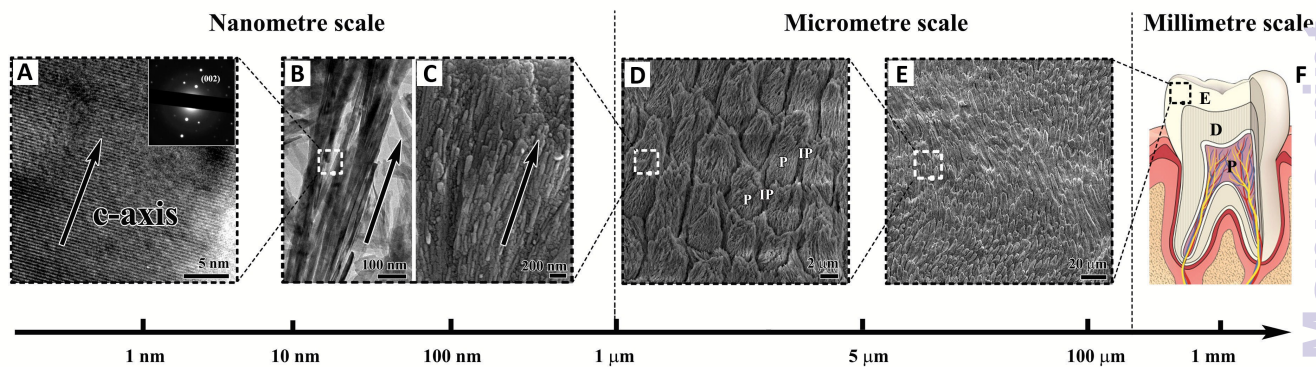 Nanometre scale
Micrometre scale
Millimetre scale
A
(002)
c-axis
5 nm
B
100 nm
C
200 nm
D
P
IP
P
IP
2 μm
E
20 μm
F
E
D
P
1 nm
10 nm
100 nm
1 μm
5 μm
100 μm
1 mm